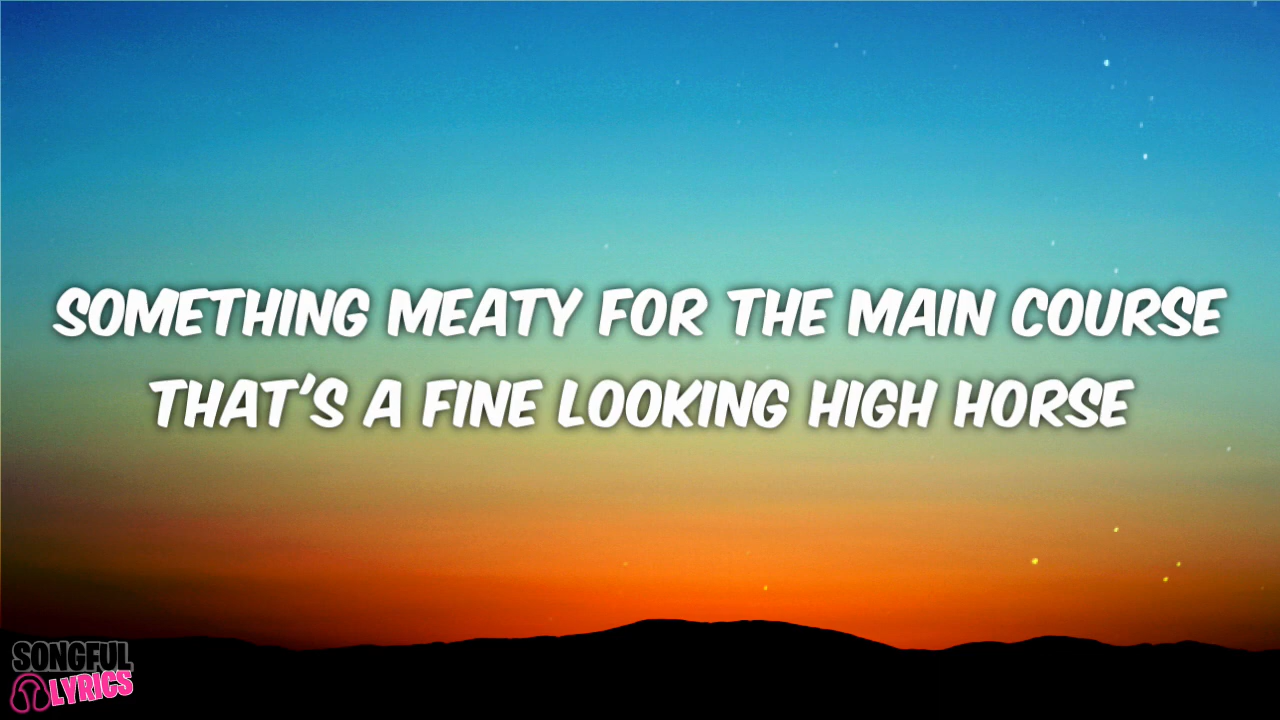 SOMETHING MEATY FOR THE MAIN COURSE
THAT'S A FINE LOOKING HIGH HORSE
SONGFUL
LYRICS